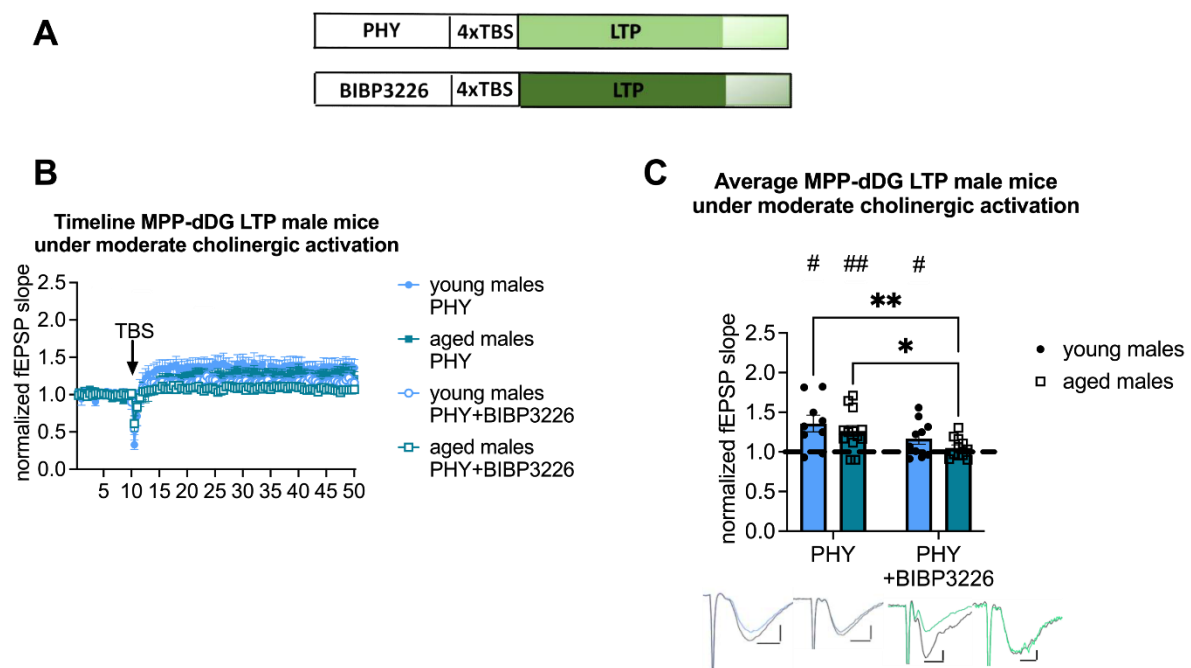 A
PHY 4xTBS LTP
BIBP3226 4xTBS LTP
B
Timeline MPP-dDG LTP male mice
under moderate cholinergic activation
normalized fEPSP slope
2.5
2.0
1.5
1.0
0.5
0.0
TBS
5 10 15 20 25 30 35 40 45 50
young males
PHY
aged males
PHY
young males
PHY+BIBP3226
aged males
PHY+BIBP3226
C
Average MPP-dDG LTP male mice
under moderate cholinergic activation
# ## #
**
*
normalized fEPSP slope
2.5
2.0
1.5
1.0
0.5
0.0
PHY PHY
+BIBP3226
young males
aged males